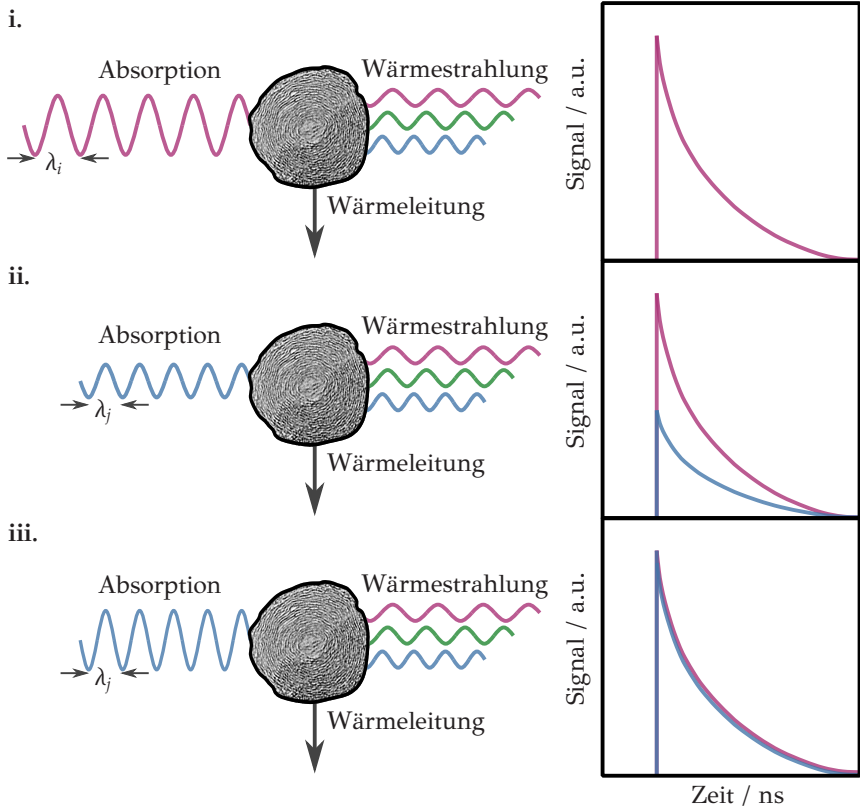 i.
Absorption
Wärmestrahlung
λi
Wärmeleitung
Signal / a.u.
ii.
Absorption
Wärmestrahlung
λj
Wärmeleitung
Signal / a.u.
iii.
Absorption
Wärmestrahlung
λj
Wärmeleitung
Signal / a.u.
Zeit / ns